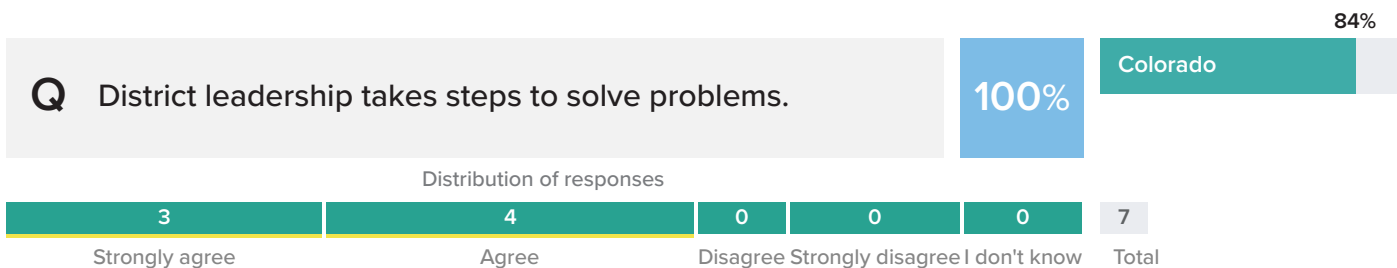 84%
Q District leadership takes steps to solve problems.
100%
Colorado
Distribution of responses
3 4 0 0 0 7
Strongly agree Agree Disagree Strongly disagree I don't know Total